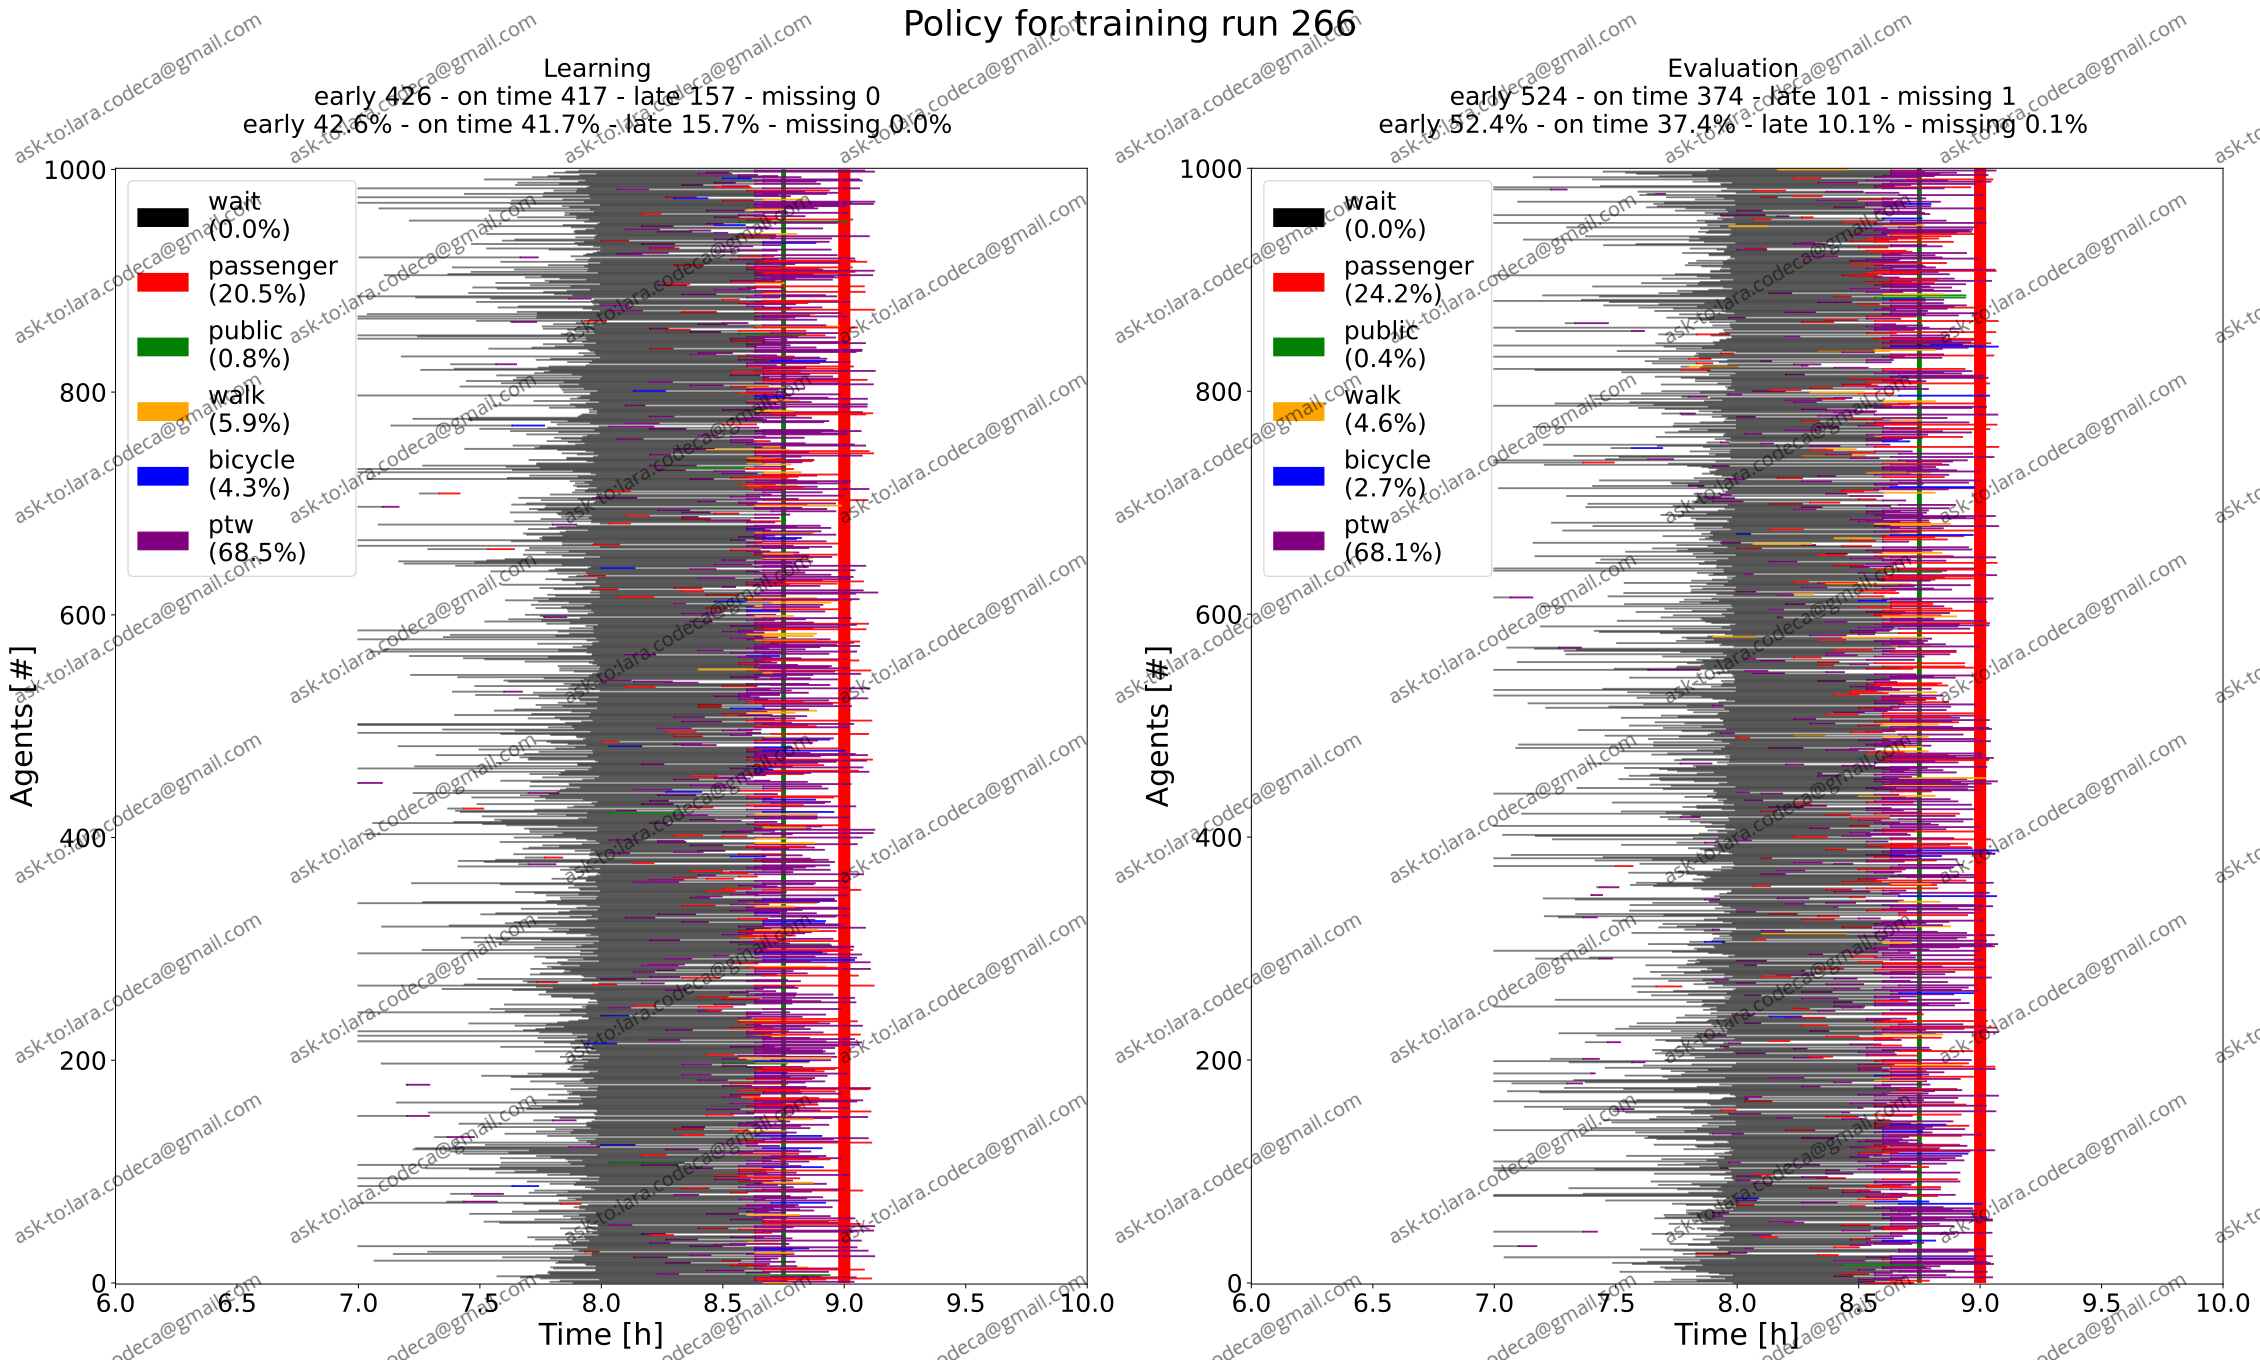 Policy for training run 266
Learning
early 426 - on time 417 - late 157 - missing 0
early 42.6% - on time 41.7% - late 15.7% - missing 0.0%
1000
800
600
400
200
0
Agents [#]
wait
(0.0%)
passenger
(20.5%)
public
(0.8%)
walk
(5.9%)
bicycle
(4.3%)
ptw
(68.5%)
6.0 6.5 7.0 7.5 8.0 8.5 9.0 9.5 10.0
Time [h]
Evaluation
early 524 - on time 374 - late 101 - missing 1
early 52.4% - on time 37.4% - late 10.1% - missing 0.1%
1000
800
600
400
200
0
Agents [#]
wait
(0.0%)
passenger
(24.2%)
public
(0.4%)
walk
(4.6%)
bicycle
(2.7%)
ptw
(68.1%)
6.0 6.5 7.0 7.5 8.0 8.5 9.0 9.5 10.0
Time [h]
ask-to:lara.codeca@gmail.com